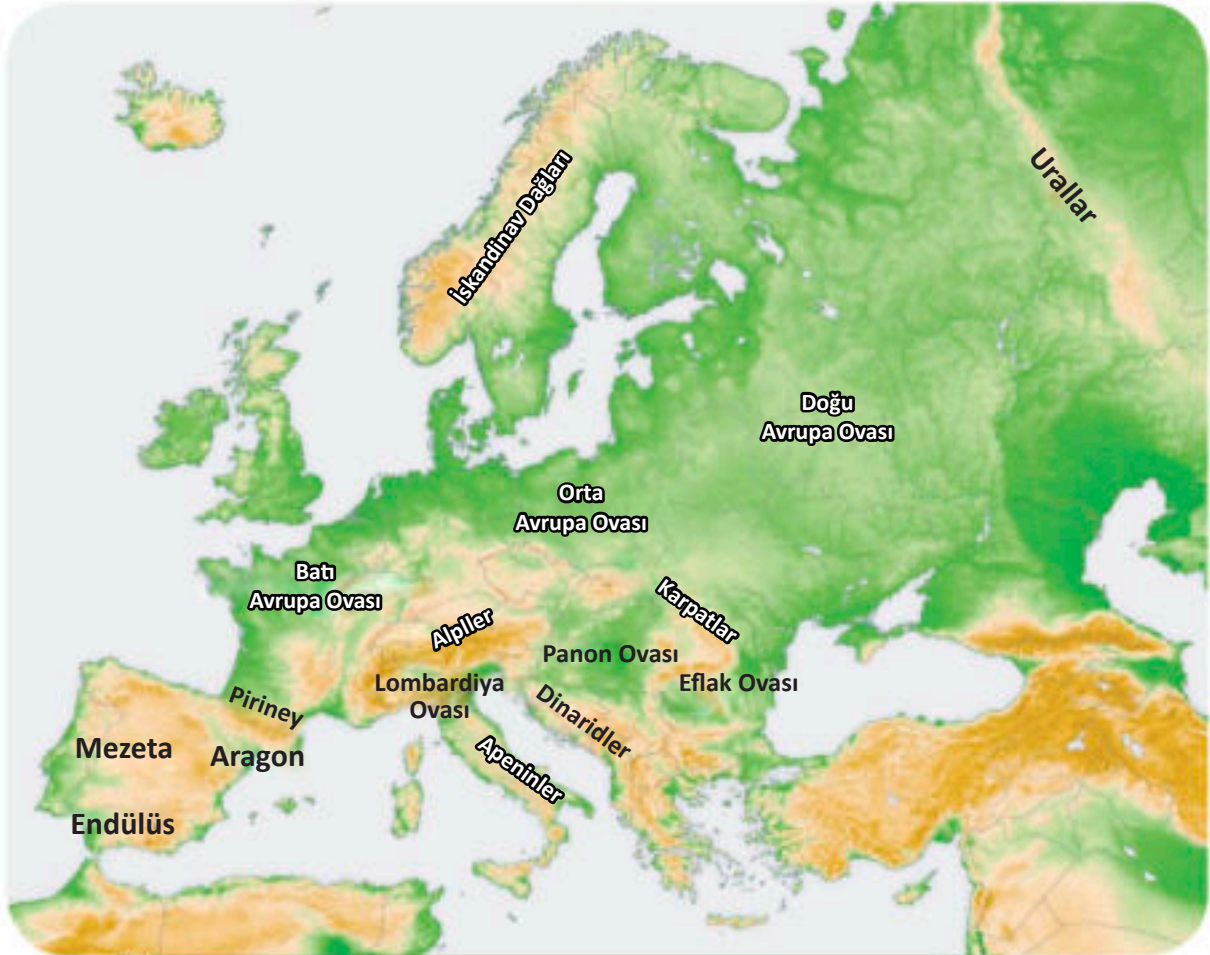 İskandinav Dağları
Urallar
Doğu
Avrupa Ovası
Orta
Avrupa Ovası
Batı
Avrupa Ovası
Karpatlar
Alpller
Panon Ovası
Eflak Ovası
Lombardiya
Ovası
Piriney
Dinaridler
Mezeta
Aragon
Apeninler
Endülüs